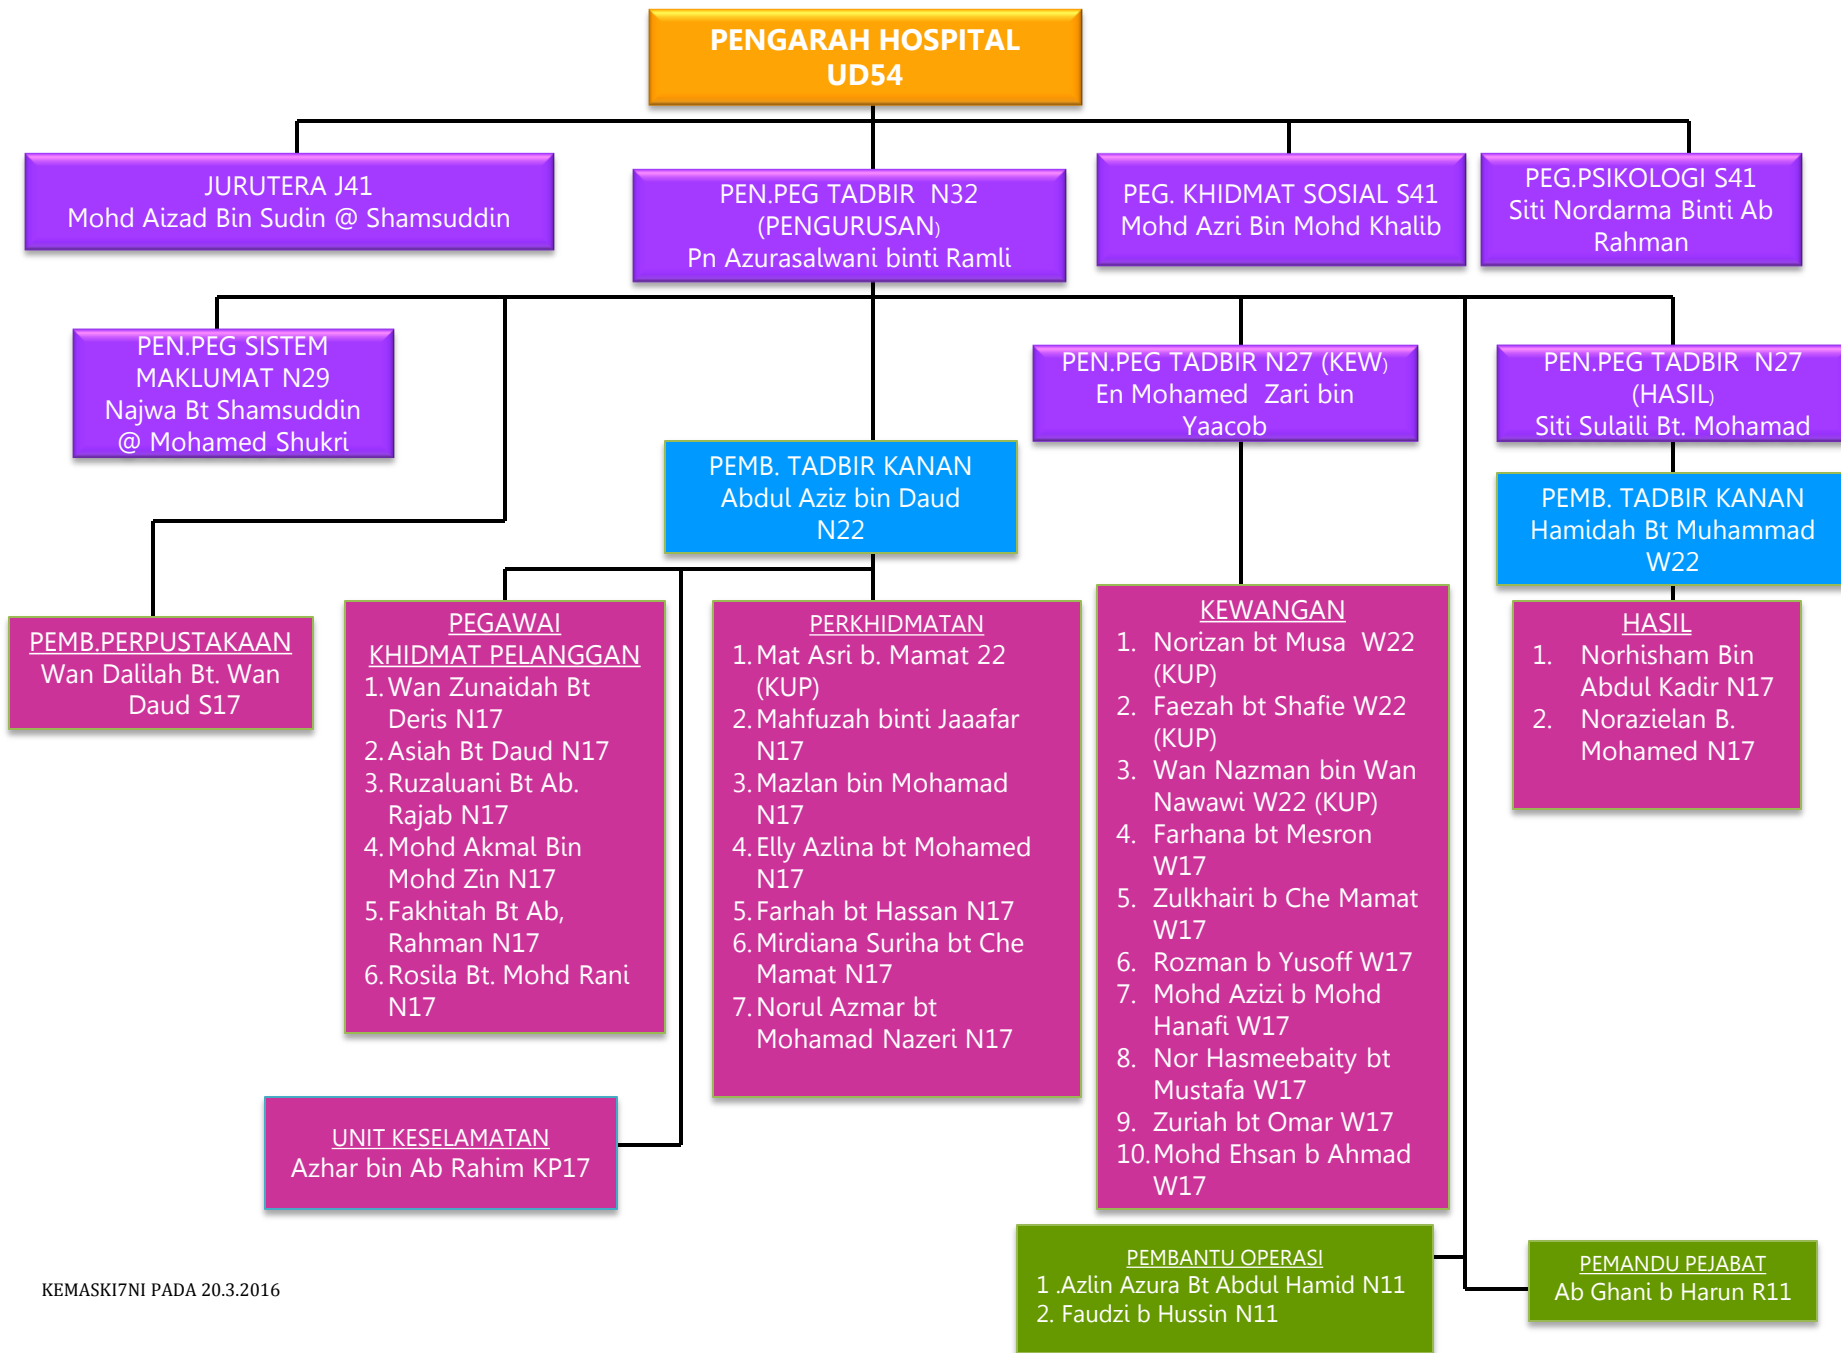 PENGARAH HOSPITAL
UD54
JURUTERA J41
Mohd Aizad Bin Sudin @ Shamsuddin
PEN.PEG TADBIR N32
(PENGURUSAN)
Pn Azurasalwani binti Ramli
PEG. KHIDMAT SOSIAL S41
Mohd Azri Bin Mohd Khalib
PEG.PSIKOLOGI S41
Siti Nordarma Binti Ab
Rahman
PEN.PEG SISTEM
MAKLUMAT N29
Najwa Bt Shamsuddin
@ Mohamed Shukri
PEN.PEG TADBIR N27 (KEW)
En Mohamed Zari bin
Yaacob
PEN.PEG TADBIR N27
(HASIL)
Siti Sulaili Bt. Mohamad
PEMB. TADBIR KANAN
Abdul Aziz bin Daud
N22
PEMB. TADBIR KANAN
Hamidah Bt Muhammad
W22
PEMB.PERPUSTAKAAN
Wan Dalilah Bt. Wan
Daud S17
PEGAWAI
KHIDMAT PELANGGAN
1. Wan Zunaidah Bt
Deris N17
2. Asiah Bt Daud N17
3. Ruzaluani Bt Ab.
Rajab N17
4. Mohd Akmal Bin
Mohd Zin N17
5. Fakhitah Bt Ab,
Rahman N17
6. Rosila Bt. Mohd Rani
N17
PERKHIDMATAN
1. Mat Asri b. Mamat 22
(KUP)
2. Mahfuzah binti Jaaafar
N17
3. Mazlan bin Mohamad
N17
4. Elly Azlina bt Mohamed
N17
5. Farhah bt Hassan N17
6. Mirdiana Suriha bt Che
Mamat N17
7. Norul Azmar bt
Mohamad Nazeri N17
KEWANGAN
1. Norizan bt Musa W22
(KUP)
2. Faezah bt Shafie W22
(KUP)
3. Wan Nazman bin Wan
Nawawi W22 (KUP)
4. Farhana bt Mesron
W17
5. Zulkhairi b Che Mamat
W17
6. Rozman b Yusoff W17
7. Mohd Azizi b Mohd
Hanafi W17
8. Nor Hasmeebaity bt
Mustafa W17
9. Zuriah bt Omar W17
10. Mohd Ehsan b Ahmad
W17
HASIL
1. Norhisham Bin
Abdul Kadir N17
2. Norazielan B.
Mohamed N17
UNIT KESELAMATAN
Azhar bin Ab Rahim KP17
PEMBANTU OPERASI
1 .Azlin Azura Bt Abdul Hamid N11
2. Faudzi b Hussin N11
PEMANDU PEJABAT
Ab Ghani b Harun R11
KEMASKI7NI PADA 20.3.2016